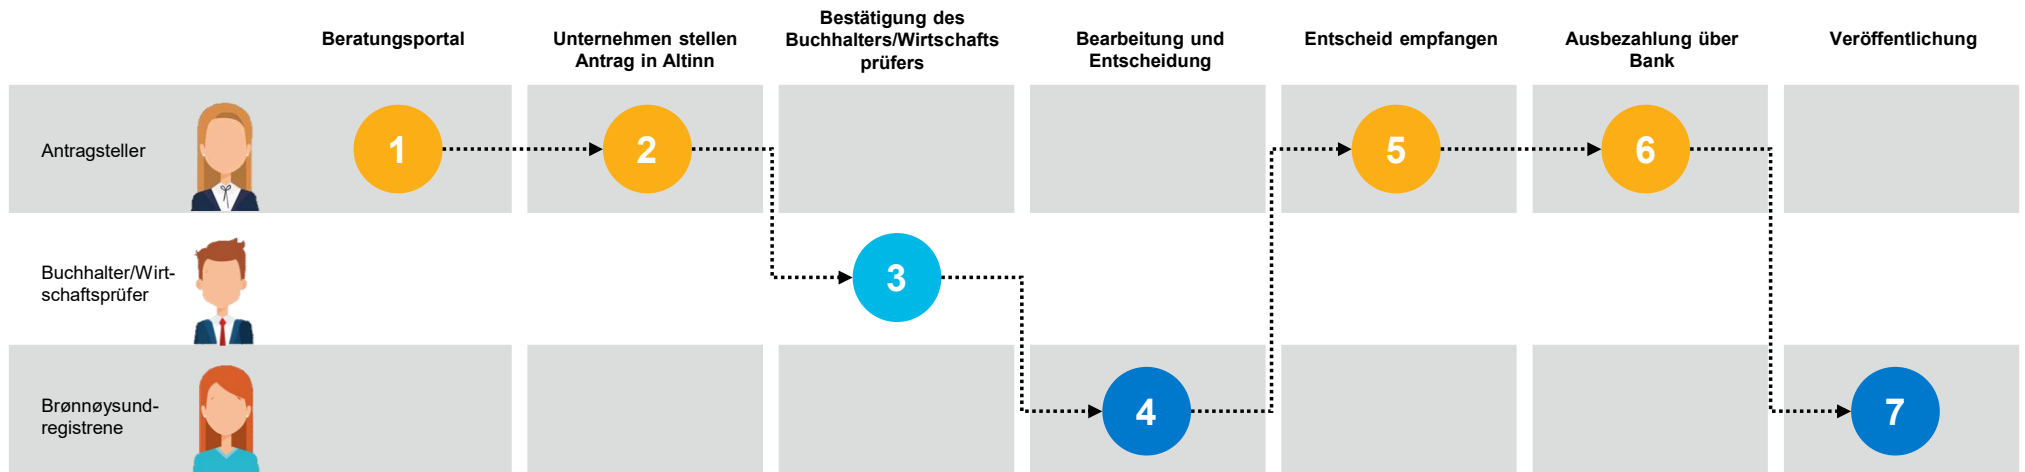 Beratungsportal
Unternehmen stellen
Antrag in Altinn
Bestätigung des
Buchhalters/Wirtschafts
prüfers
Bearbeitung und
Entscheidung
Entscheid empfangen
Ausbezahlung über
Bank
Veröffentlichung
Antragsteller
1
2
5
6
Buchhalter/Wirt-
schaftsprüfer
3
Brønnøysund-
registrene
4
7